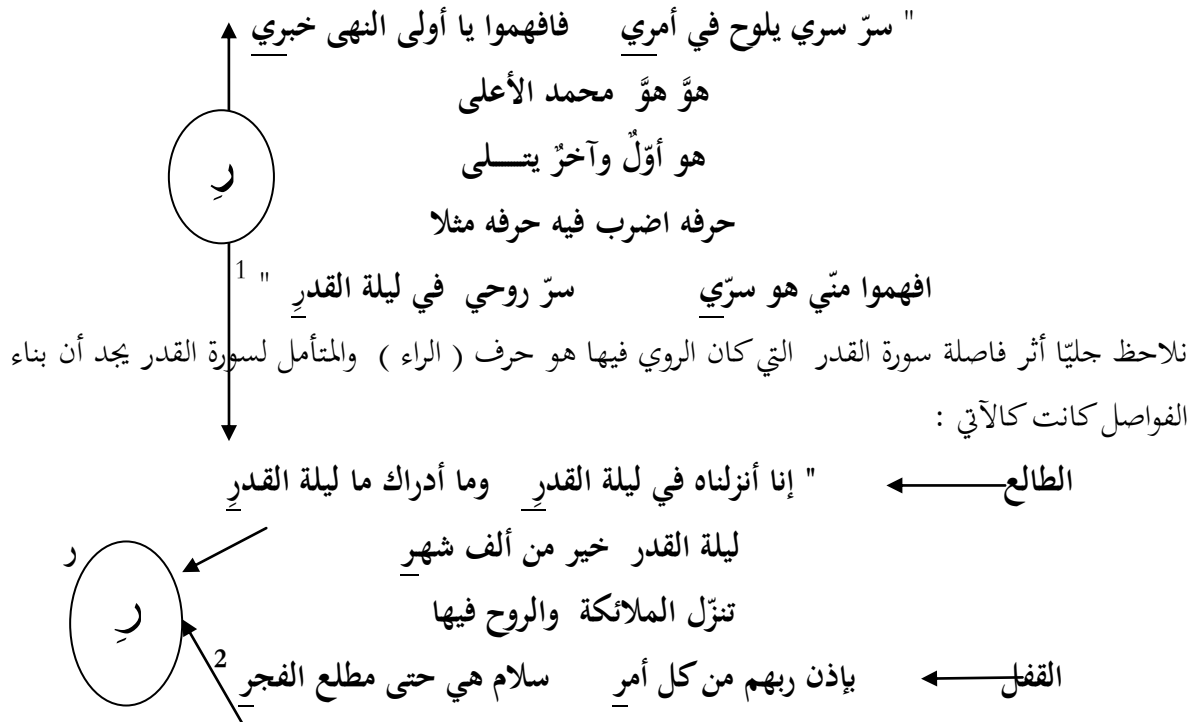 " سرّ سري يلوح في أمري فافهموا يا أولى النهى خبري
هوَّ هوَّ محمد الأعلى
هو أوّلٌ وآخرٌ يتـــلى
رِ
حرفه اضرب فيه حرفه مثلا
افهموا منّي هو سرّي سرّ روحي في ليلة القدرِ " 1
نلاحظ جليّا أثر فاصلة سورة القدر التي كان الروي فيها هو حرف ( الراء ) والمتأمل لسورة القدر يجد أن بناء
الفواصل كانت كالآتي :
الطالع " إنا أنزلناه في ليلة القدرِ وما أدراك ما ليلة القدرِ
ليلة القدر خير من ألف شهر
ر
تنزّل الملائكة والروح فيها
رِ
القفل بإذن ربهم من كل أمر سلام هي حتى مطلع الفجر 2